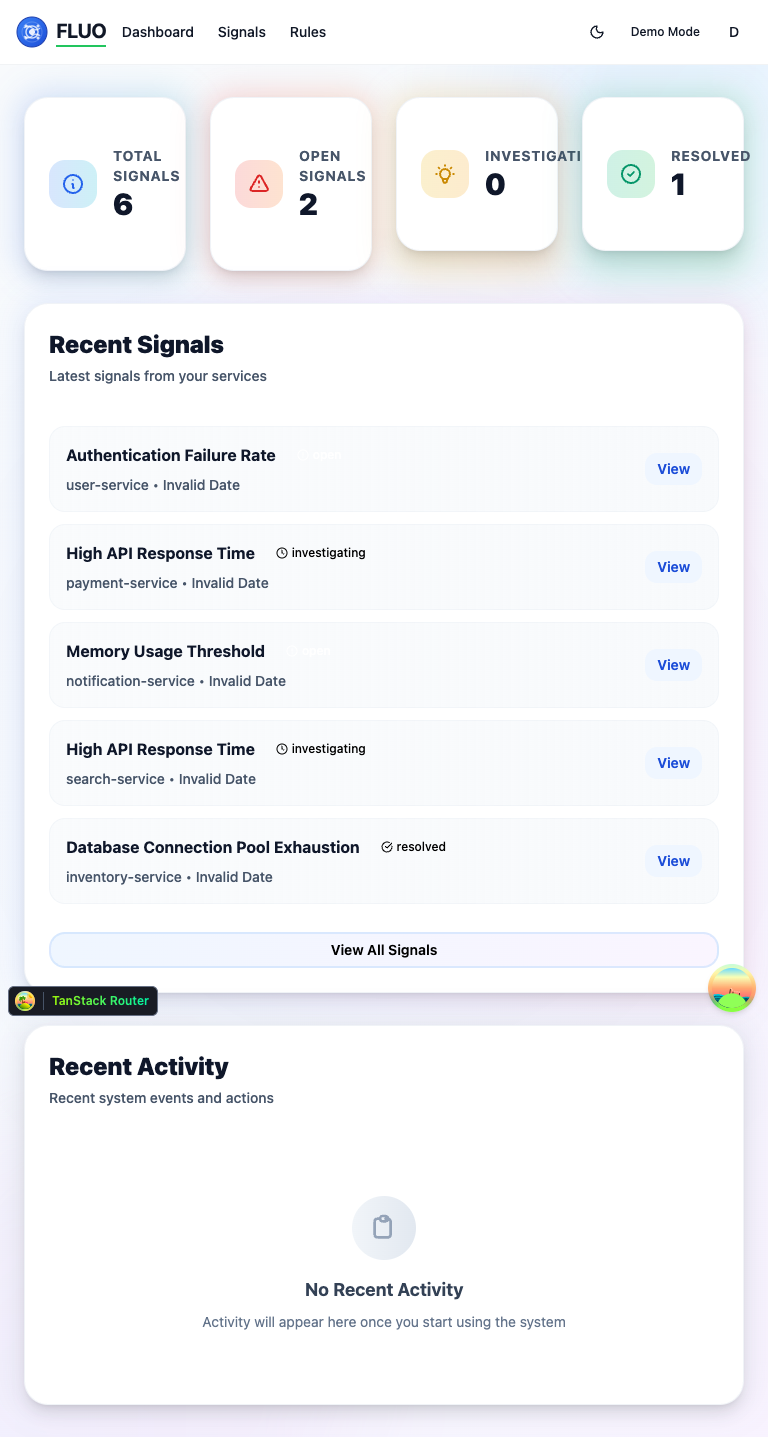 FLUO
Dashboard
Signals
Rules
Demo Mode
D
TOTAL
SIGNALS
6
OPEN
SIGNALS
2
INVESTIGATI
0
RESOLVED
1
Recent Signals
Latest signals from your services
Authentication Failure Rate
open
user-service • Invalid Date
View
High API Response Time
investigating
payment-service • Invalid Date
View
Memory Usage Threshold
open
notification-service • Invalid Date
View
High API Response Time
investigating
search-service • Invalid Date
View
Database Connection Pool Exhaustion
resolved
inventory-service • Invalid Date
View
View All Signals
TanStack Router
Recent Activity
Recent system events and actions
No Recent Activity
Activity will appear here once you start using the system